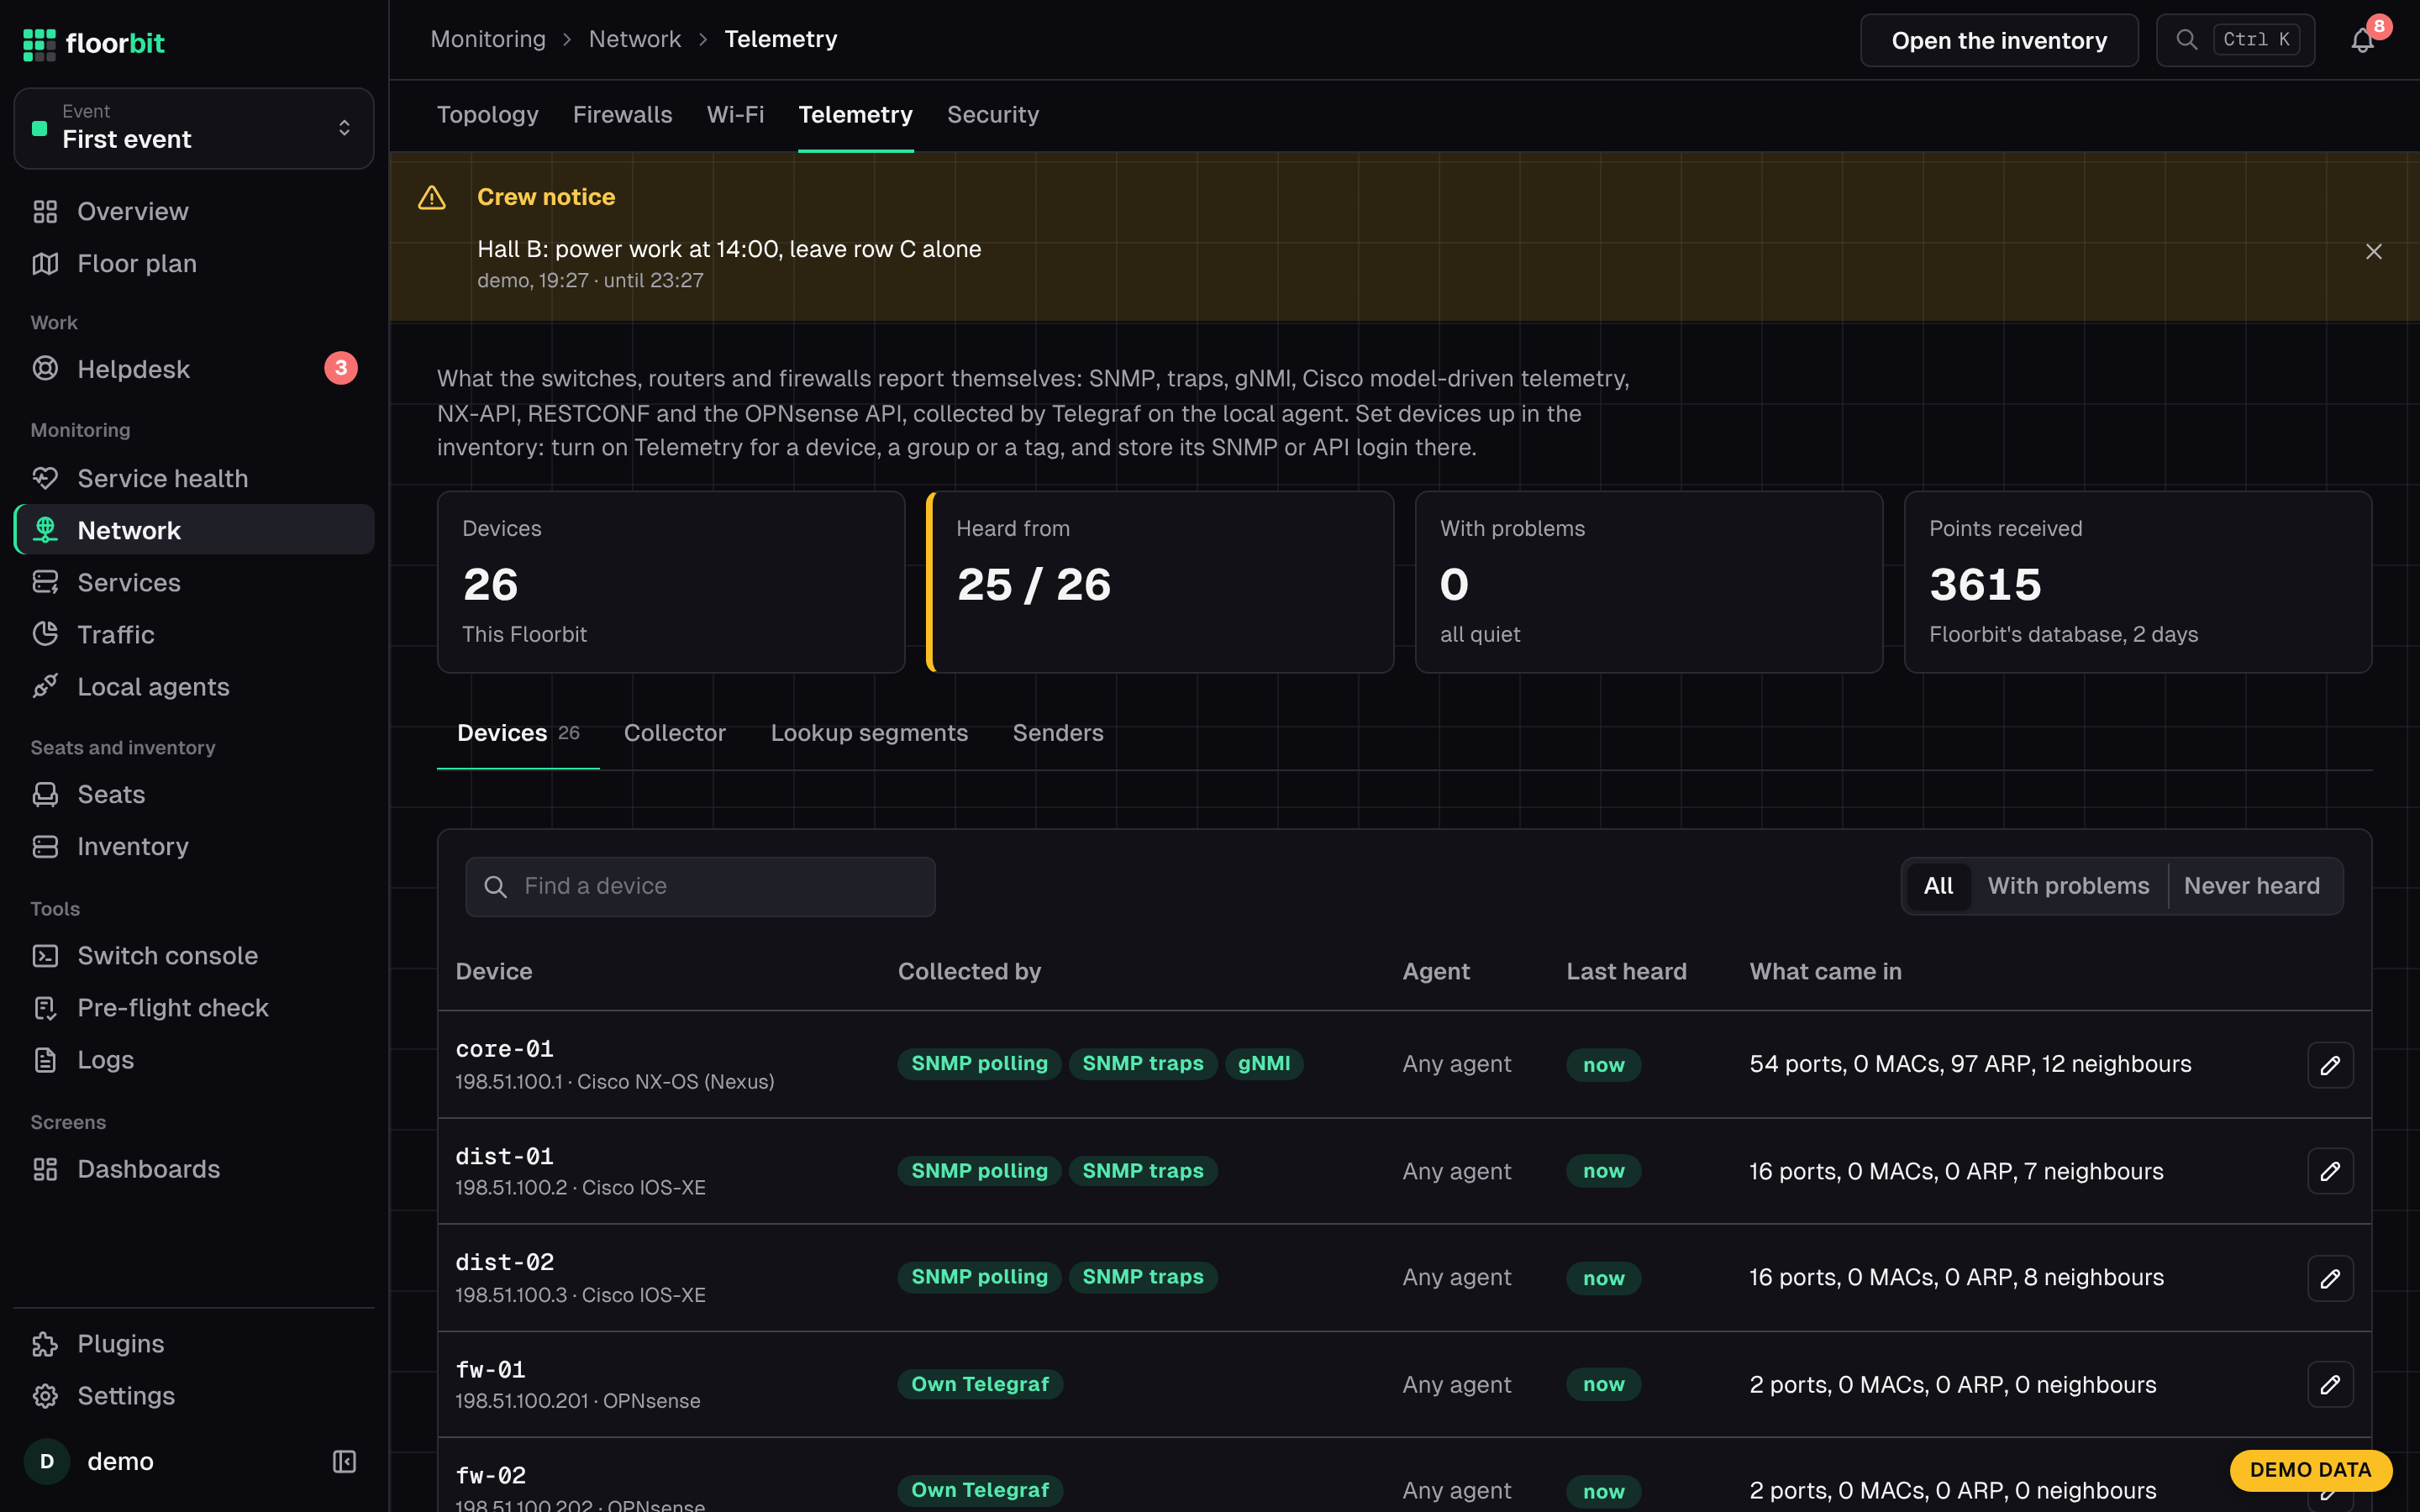 floorbit
Event
First event
Overview
Floor plan
Work
Helpdesk 3
Monitoring
Service health
Network
Services
Traffic
Local agents
Seats and inventory
Seats
Inventory
Tools
Switch console
Pre-flight check
Logs
Screens
Dashboards
Plugins
Settings
D demo
Monitoring > Network > Telemetry
Open the inventory
Ctrl K
8
Topology Firewalls Wi-Fi Telemetry Security
Crew notice
Hall B: power work at 14:00, leave row C alone
demo, 19:27 · until 23:27
What the switches, routers and firewalls report themselves: SNMP, traps, gNMI, Cisco model-driven telemetry,
NX-API, RESTCONF and the OPNsense API, collected by Telegraf on the local agent. Set devices up in the
inventory: turn on Telemetry for a device, a group or a tag, and store its SNMP or API login there.
Devices
26
This Floorbit
Heard from
25 / 26
With problems
0
all quiet
Points received
3615
Floorbit's database, 2 days
Devices 26 Collector Lookup segments Senders
Find a device
All With problems Never heard
Device Collected by Agent Last heard What came in
core-01
198.51.100.1 · Cisco NX-OS (Nexus)
SNMP polling SNMP traps gNMI Any agent now 54 ports, 0 MACs, 97 ARP, 12 neighbours
dist-01
198.51.100.2 · Cisco IOS-XE
SNMP polling SNMP traps Any agent now 16 ports, 0 MACs, 0 ARP, 7 neighbours
dist-02
198.51.100.3 · Cisco IOS-XE
SNMP polling SNMP traps Any agent now 16 ports, 0 MACs, 0 ARP, 8 neighbours
fw-01
198.51.100.201 · OPNsense
Own Telegraf Any agent now 2 ports, 0 MACs, 0 ARP, 0 neighbours
fw-02
198.51.100.202 · OPNsense
Own Telegraf Any agent now 2 ports, 0 MACs, 0 ARP, 0 neighbours
DEMO DATA